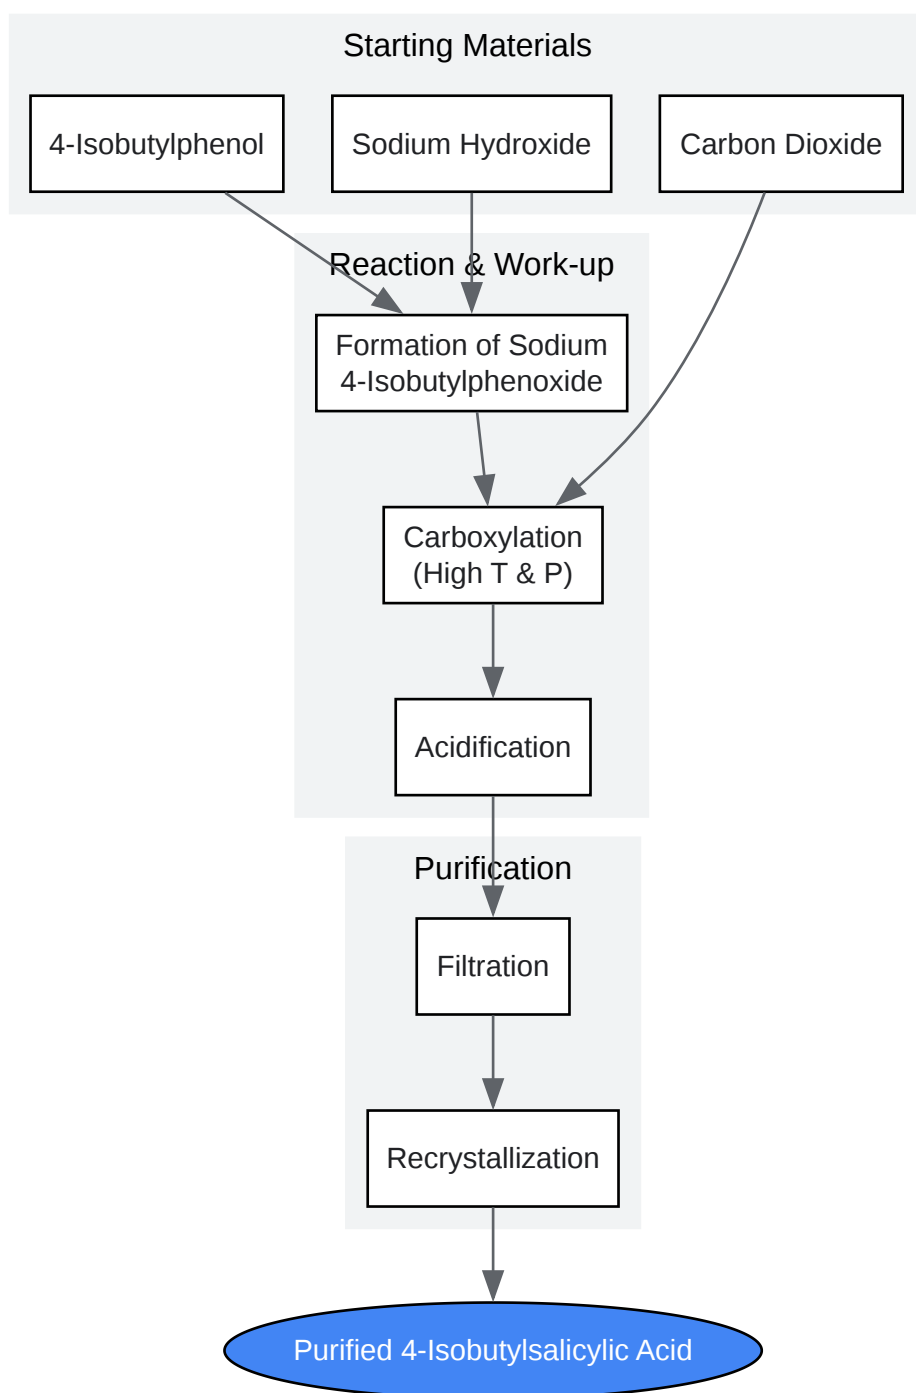 Starting Materials
4-Isobutylphenol
Sodium Hydroxide
Carbon Dioxide
Reaction & Work-up
Formation of Sodium
4-Isobutylphenoxide
Carboxylation
(High T & P)
Acidification
Purification
Filtration
Recrystallization
Purified 4-Isobutylsalicylic Acid